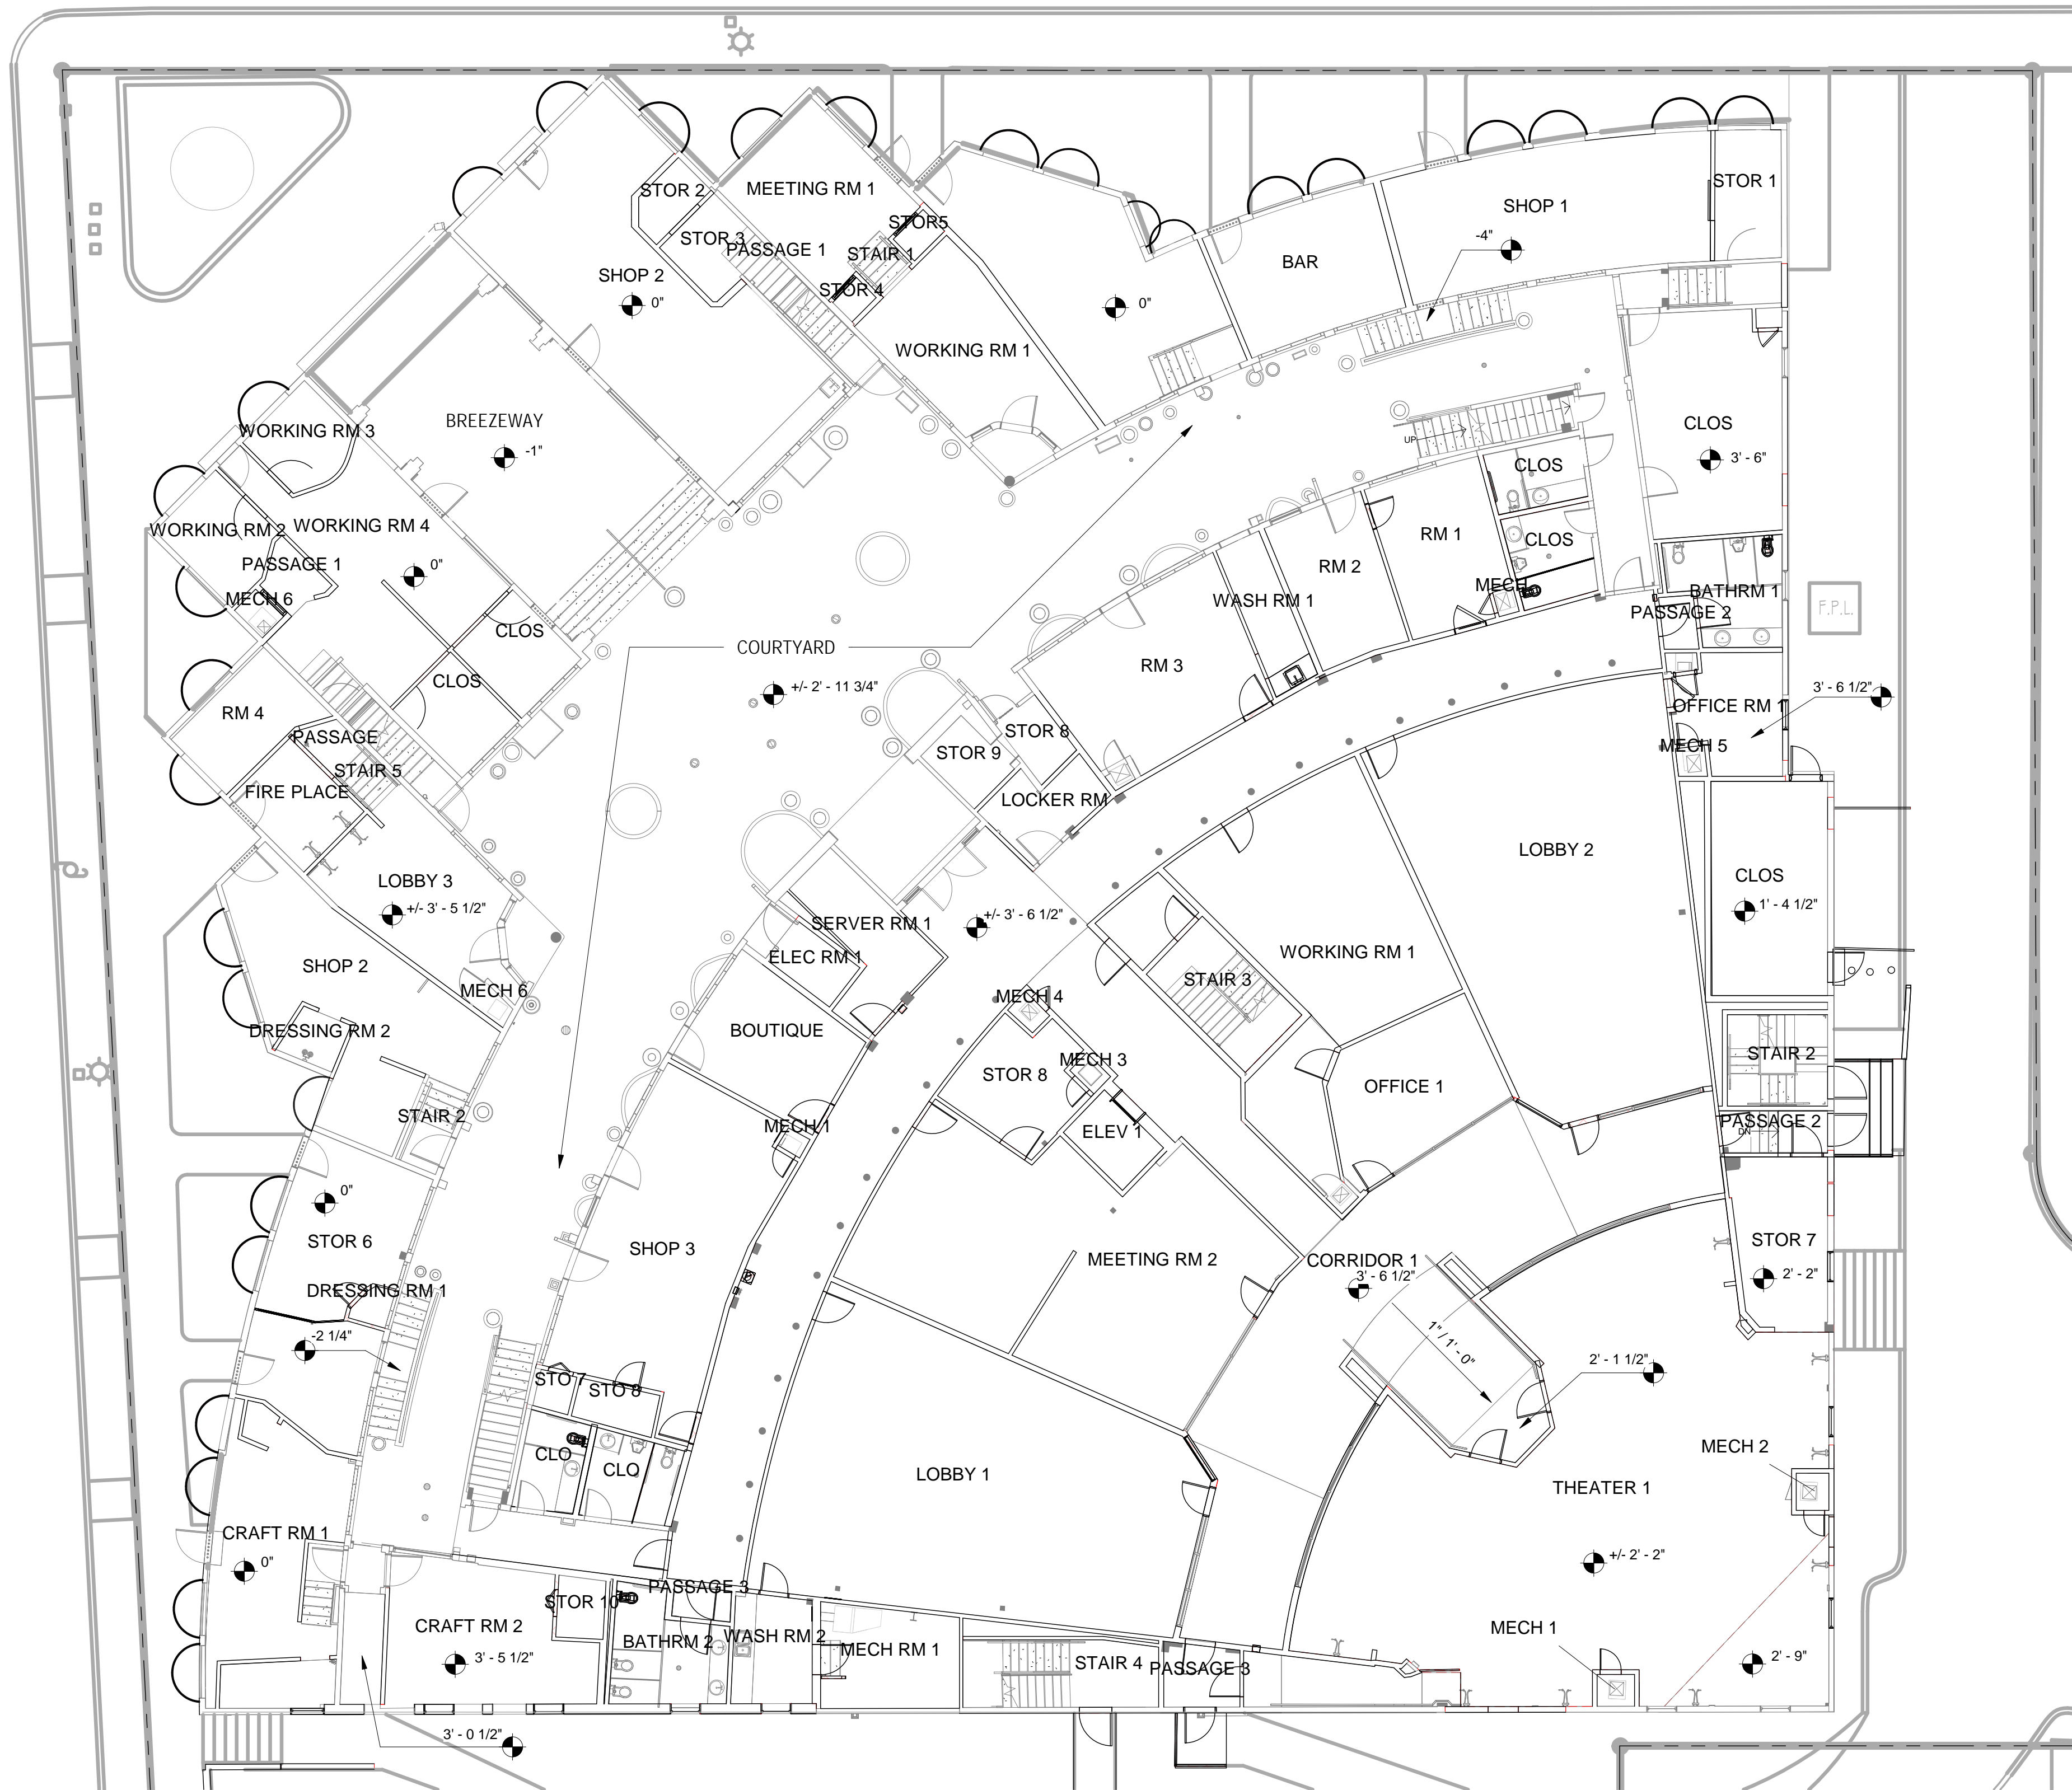 STOR 2
MEETING RM 1
STOR 1
SHOP 1
STOR5
STOR 3
PASSAGE 1
STAIR 1
-4"
BAR
SHOP 2
STOR 4
0"
0"
WORKING RM 1
BREEZEWAY
-1"
WORKING RM 3
CLOS
3' - 6"
UP
CLOS
WORKING RM 2
WORKING RM 4
RM 1
CLOS
PASSAGE 1
0"
RM 2
MECH
BATHRM 1
F.P.L.
MECH 6
WASH RM 1
PASSAGE 2
CLOS
COURTYARD
RM 3
CLOS
+/- 2' - 11 3/4"
3' - 6 1/2"
OFFICE RM 1
RM 4
STOR 8
PASSAGE
STOR 9
MECH 5
STAIR 5
FIRE PLACE
LOCKER RM
LOBBY 2
LOBBY 3
CLOS
+/- 3' - 5 1/2"
+/- 3' - 6 1/2"
1' - 4 1/2"
SERVER RM 1
ELEC RM 1
WORKING RM 1
SHOP 2
STAIR 3
MECH 6
MECH 4
DRESSING RM 2
BOUTIQUE
STAIR 2
MECH 3
STOR 8
OFFICE 1
STAIR 2
MECH 1
ELEV 1
PASSAGE 2
DN
0"
STOR 6
SHOP 3
STOR 7
MEETING RM 2
CORRIDOR 1
3' - 6 1/2"
2' - 2"
DRESSING RM 1
-2 1/4"
1" / 1' - 0"
2' - 1 1/2"
STO 7
STO 8
CLO
CLO
LOBBY 1
MECH 2
THEATER 1
CRAFT RM 1
0"
+/- 2' - 2"
PASSAGE 3
STOR 10
CRAFT RM 2
BATHRM 2
WASH RM 2
MECH RM 1
MECH 1
3' - 5 1/2"
STAIR 4
PASSAGE 3
2' - 9"
3' - 0 1/2"